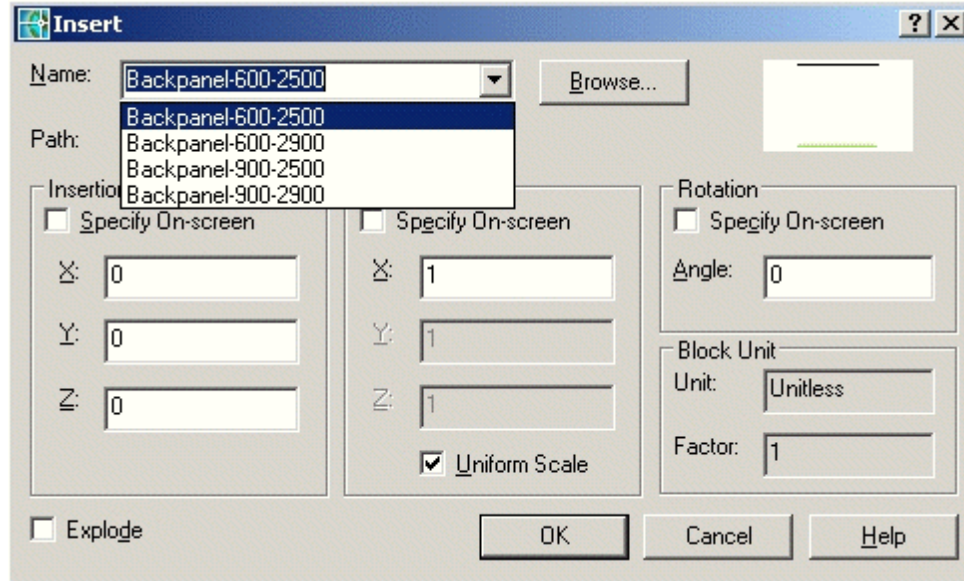 Insert
Name: Backpanel-600-2500 Browse...
Backpanel-600-2500
Backpanel-600-2900
Backpanel-900-2500
Backpanel-900-2900
Path:
Insertio
Specify On-screen
X: 0
Y: 0
Z: 0
Specify On-screen
X: 1
Y: 1
Z: 1
Uniform Scale
Rotation
Specify On-screen
Angle: 0
Block Unit
Unit: Unitless
Factor: 1
Explode
OK Cancel Help